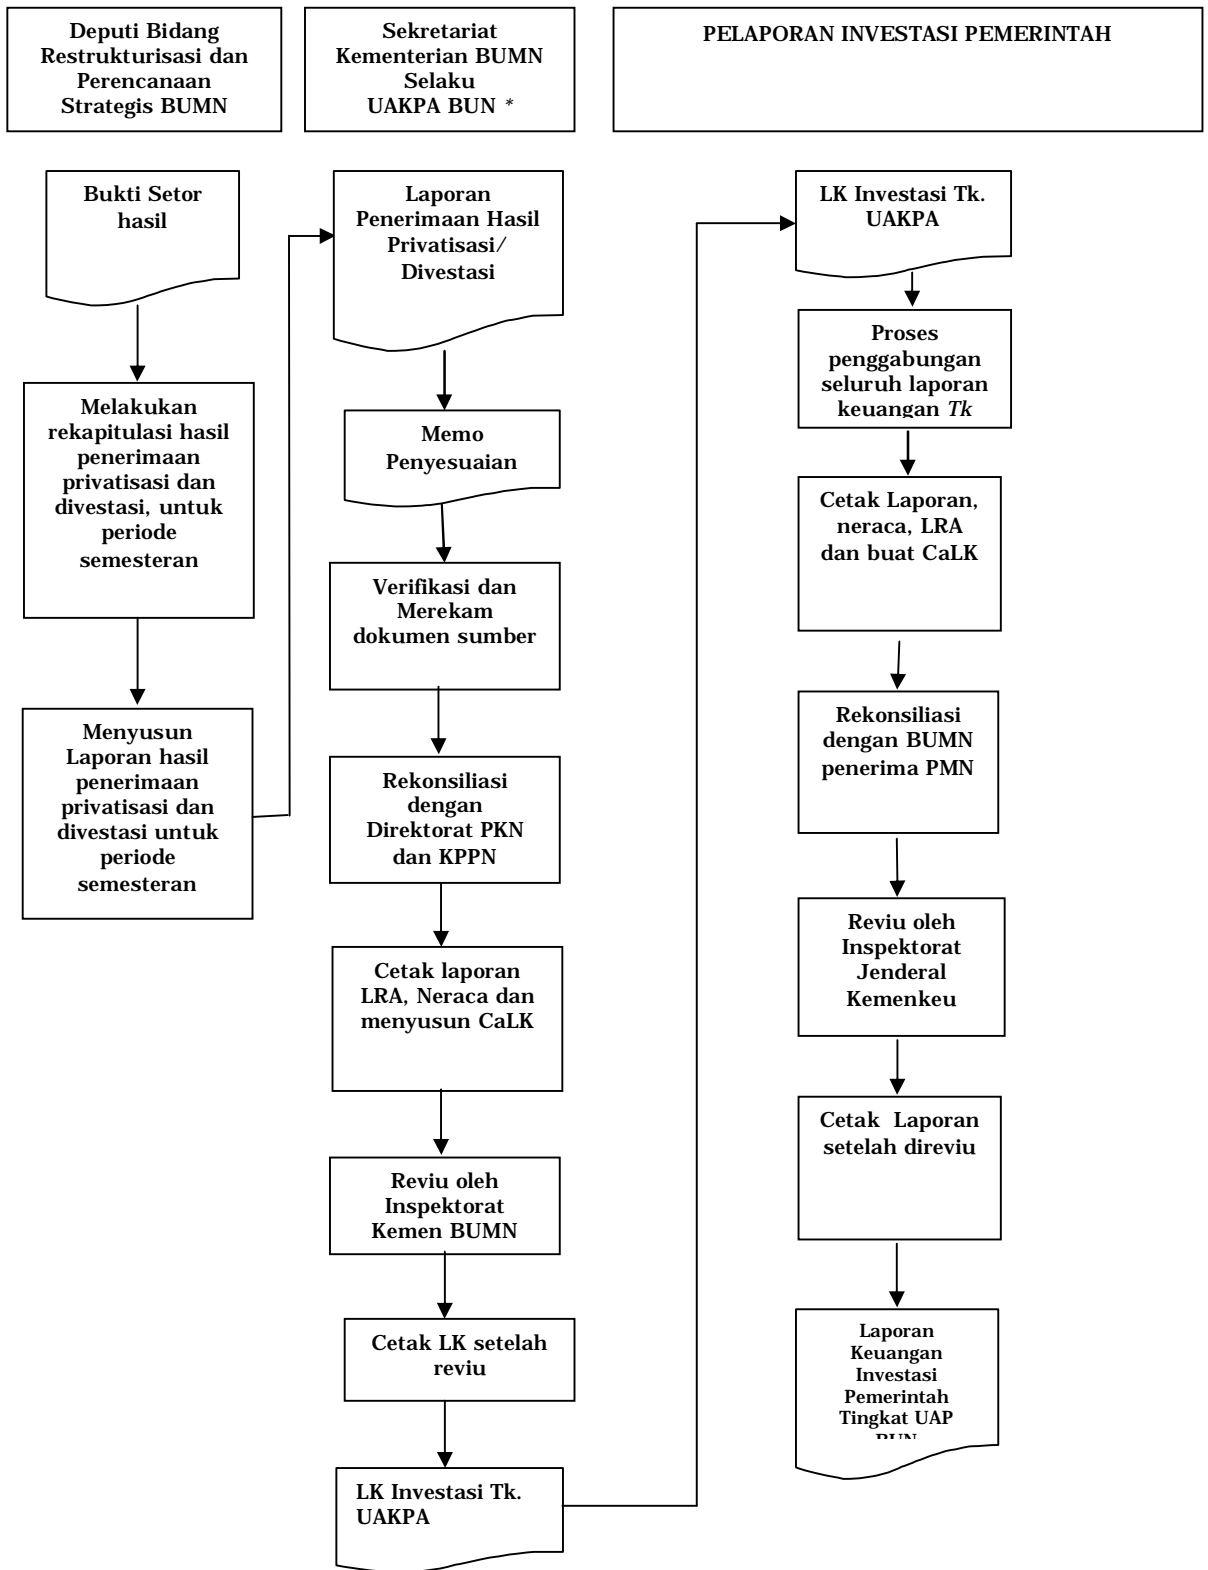 Deputi Bidang
Restrukturisasi dan
Perencanaan
Strategis BUMN
Sekretariat
Kementerian BUMN
Selaku
UAKPA BUN *
PELAPORAN INVESTASI PEMERINTAH
Bukti Setor
hasil
Melakukan
rekapitulasi hasil
penerimaan
privatisasi dan
divestasi, untuk
periode
semesteran
Menyusun
Laporan hasil
penerimaan
privatisasi dan
divestasi untuk
periode
semesteran
Laporan
Penerimaan Hasil
Privatisasi/
Divestasi
Memo
Penyesuaian
Verifikasi dan
Merekam
dokumen sumber
Rekonsiliasi
dengan
Direktorat PKN
dan KPPN
Cetak laporan
LRA, Neraca dan
menyusun CaLK
Reviu oleh
Inspektorat
Kemen BUMN
Cetak LK setelah
reviu
LK Investasi Tk.
UAKPA
LK Investasi Tk.
UAKPA
Proses
penggabungan
seluruh laporan
keuangan Tk
Cetak Laporan,
neraca, LRA
dan buat CaLK
Rekonsiliasi
dengan BUMN
penerima PMN
Reviu oleh
Inspektorat
Jenderal
Kemenkeu
Cetak Laporan
setelah direviu
Laporan
Keuangan
Investasi
Pemerintah
Tingkat UAP
BUN